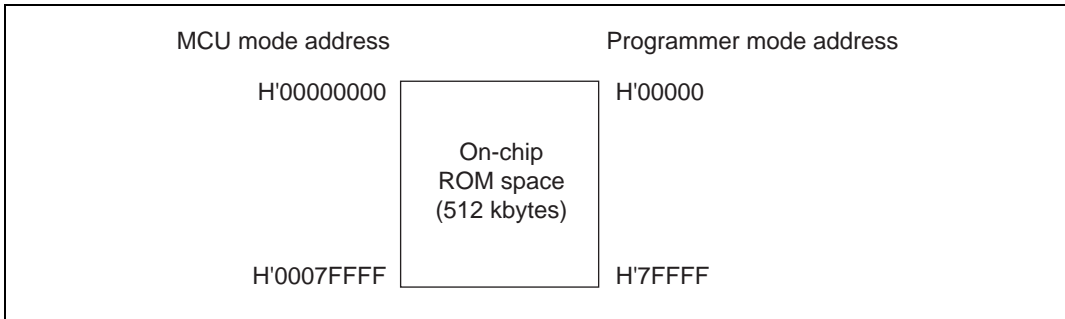 MCU mode address
Programmer mode address
H'00000000
H'00000
On-chip
ROM space
(512 kbytes)
H'0007FFFF
H'7FFFF